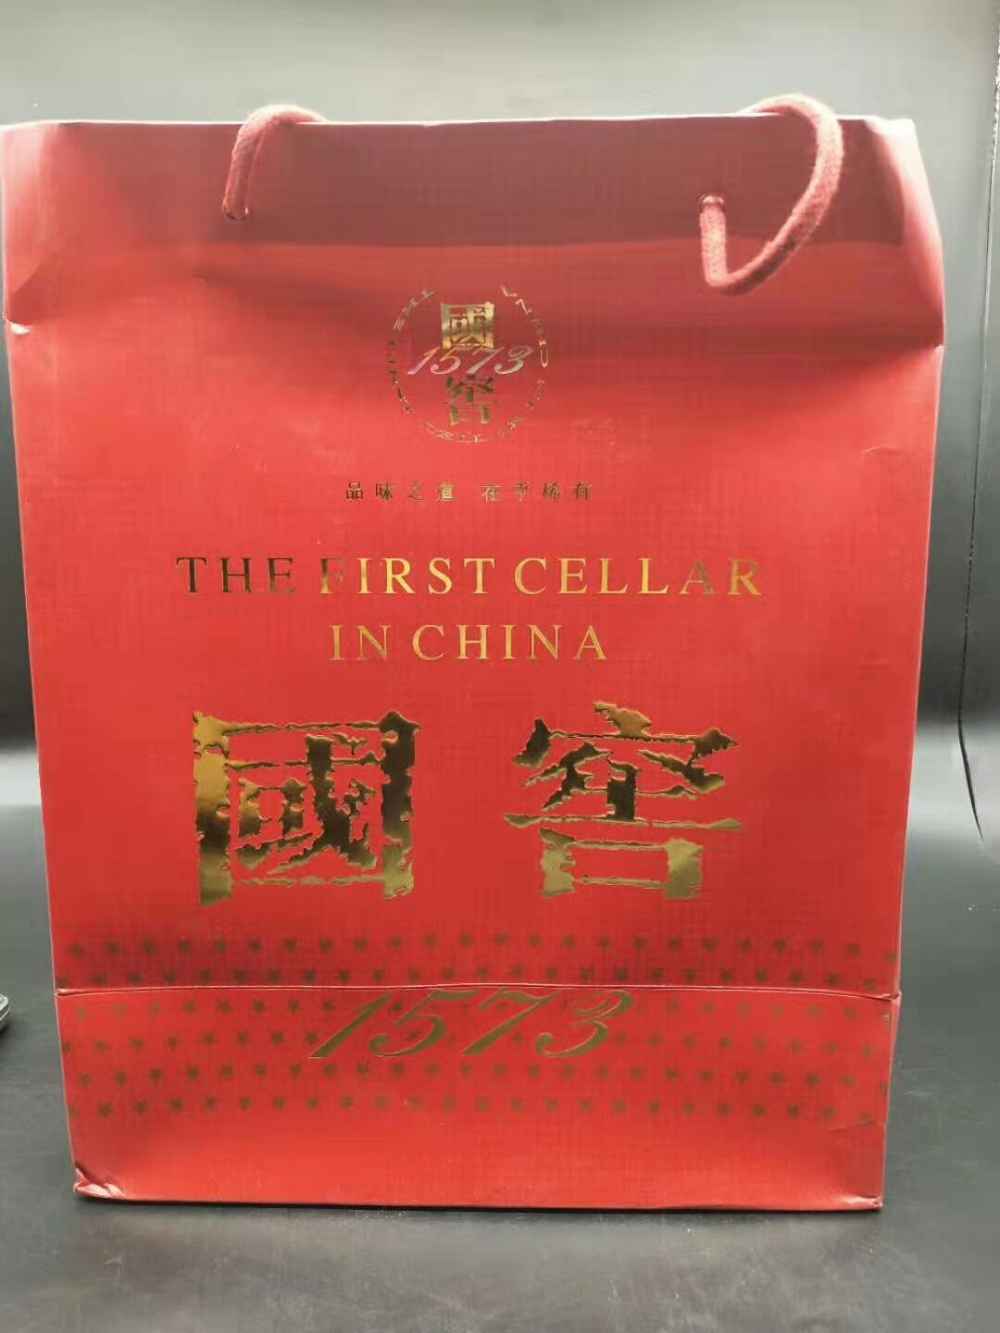 國
1573
窖
品味之道 在乎稀有
THE FIRST CELLAR
IN CHINA
國窖
1573